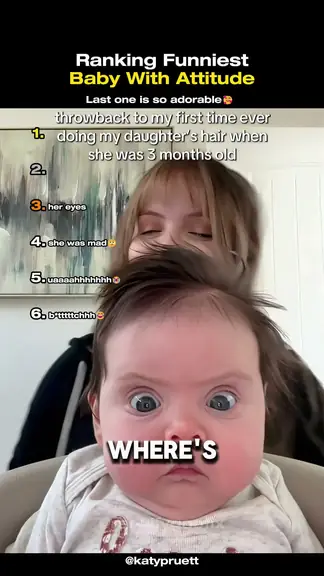 Ranking Funniest
Baby With Attitude
Last one is so adorable🥵
throwback to my first time ever
doing my daughter's hair when
she was 3 months old
1.
2.
3. her eyes
4. she was mad🫡
5. uaaaahhhhhhh
6. b*tttttchhh
WHERE'S
@katypruett